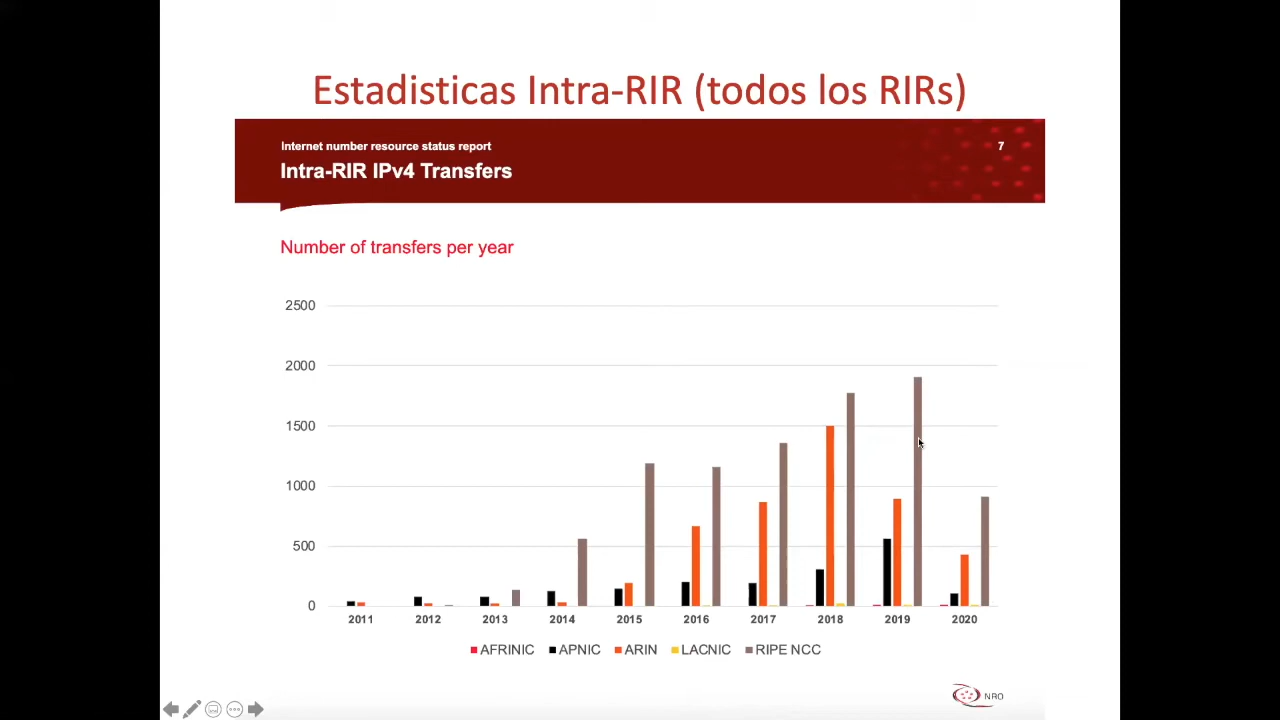 Estadisticas Intra-RIR (todos los RIRs)
Internet number resource status report
7
Intra-RIR IPv4 Transfers
Number of transfers per year
2500
2000
1500
1000
500
0
2011 2012 2013 2014 2015 2016 2017 2018 2019 2020
AFRINIC APNIC ARIN LACNIC RIPE NCC
NRO